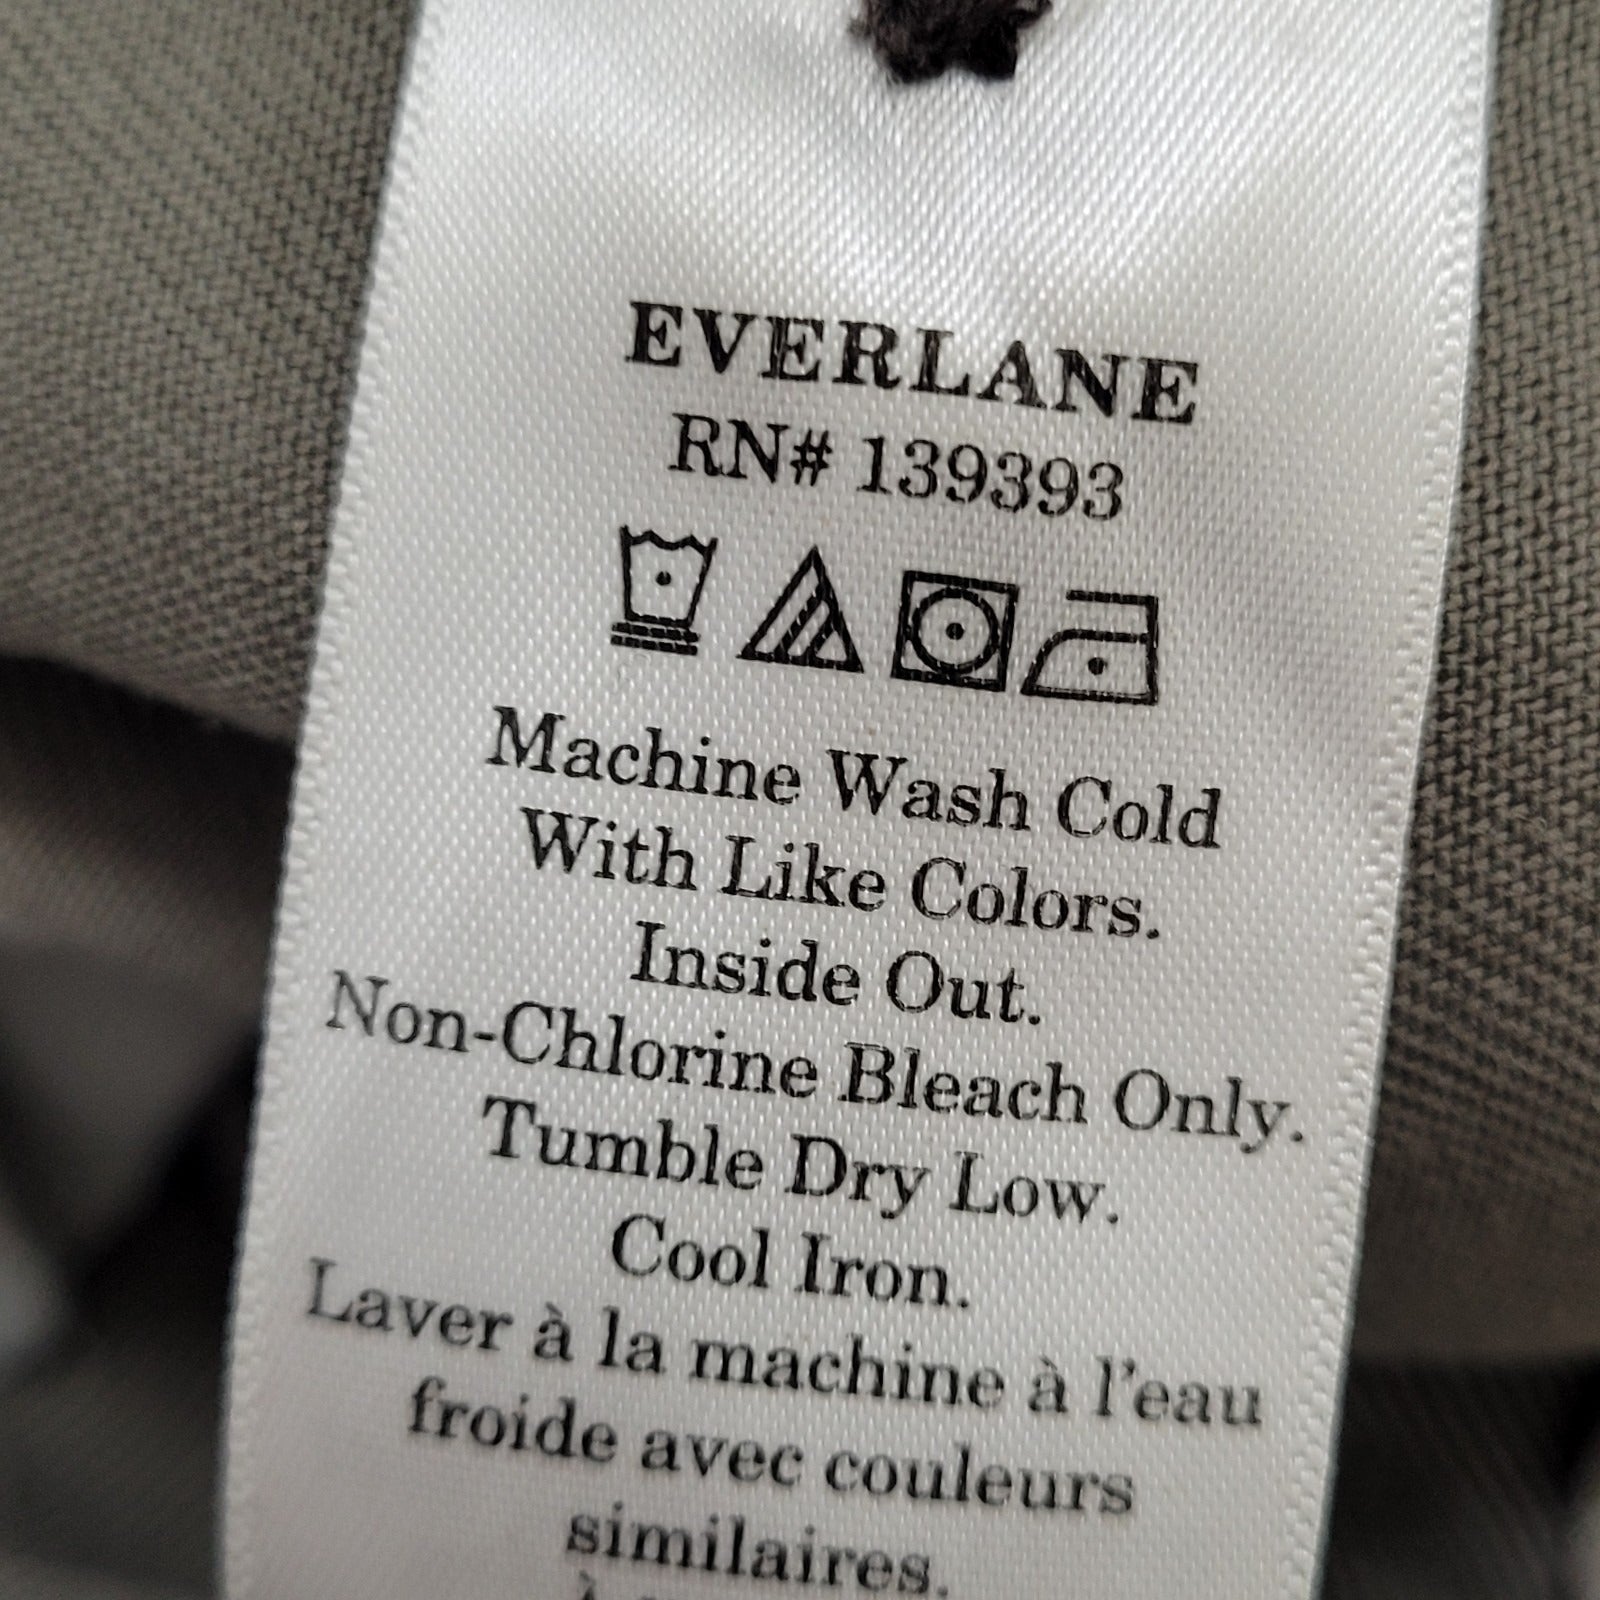 EVERLANE
RN# 139393
Machine Wash Cold
With Like Colors.
Inside Out.
Non-Chlorine Bleach Only.
Tumble Dry Low.
Cool Iron.
Laver à la machine à l'eau
froide avec couleurs
similaires.